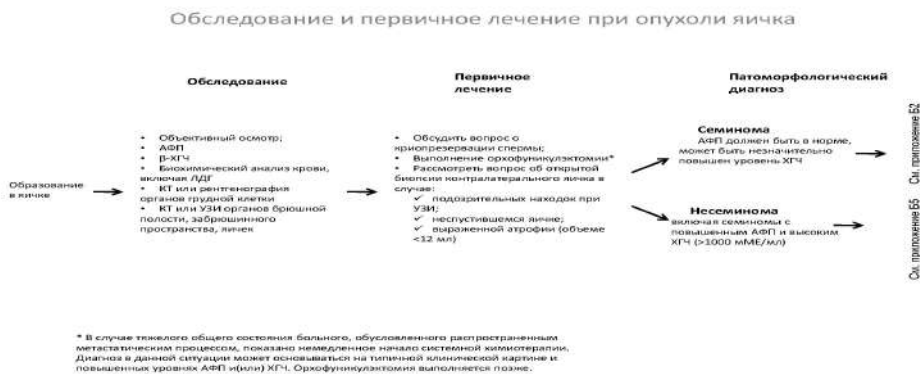 Обследование и первичное лечение при опухоли яичка
Обследование
Первичное
лечение
Патоморфологический
диагноз
Образование
в яичке
• Объективный осмотр;
• АФП
• β-ХГЧ
• Биохимический анализ крови,
включая ЛДГ
• КТ или рентгенография
органов грудной клетки
• КТ или УЗИ органов брюшной
полости, забрюшинного
пространства, яичек
• Обсудить вопрос о
криопрезервации спермы;
• Выполнение орхофуникулэктомии*
• Рассмотреть вопрос об открытой
биопсии контралатерального яичка в
случае:
✓ подозрительных находок при
УЗИ;
✓ неспустившемся яичке;
✓ выраженной атрофии (объеме
<12 мл)
Семинома
АФП должен быть в норме,
может быть незначительно
повышен уровень ХГЧ
Несеминома
включая семиномы с
повышенным АФП и высоким
ХГЧ (>1000 мМЕ/мл)
См. приложение Б2
См. приложение Б5
* В случае тяжелого общего состояния больного, обусловленного распространенным
метастатическим процессом, показано немедленное начало системной химиотерапии.
Диагноз в данной ситуации может основываться на типичной клинической картине и
повышенных уровнях АФП и(или) ХГЧ. Орхофуникулэктомия выполняется позже.